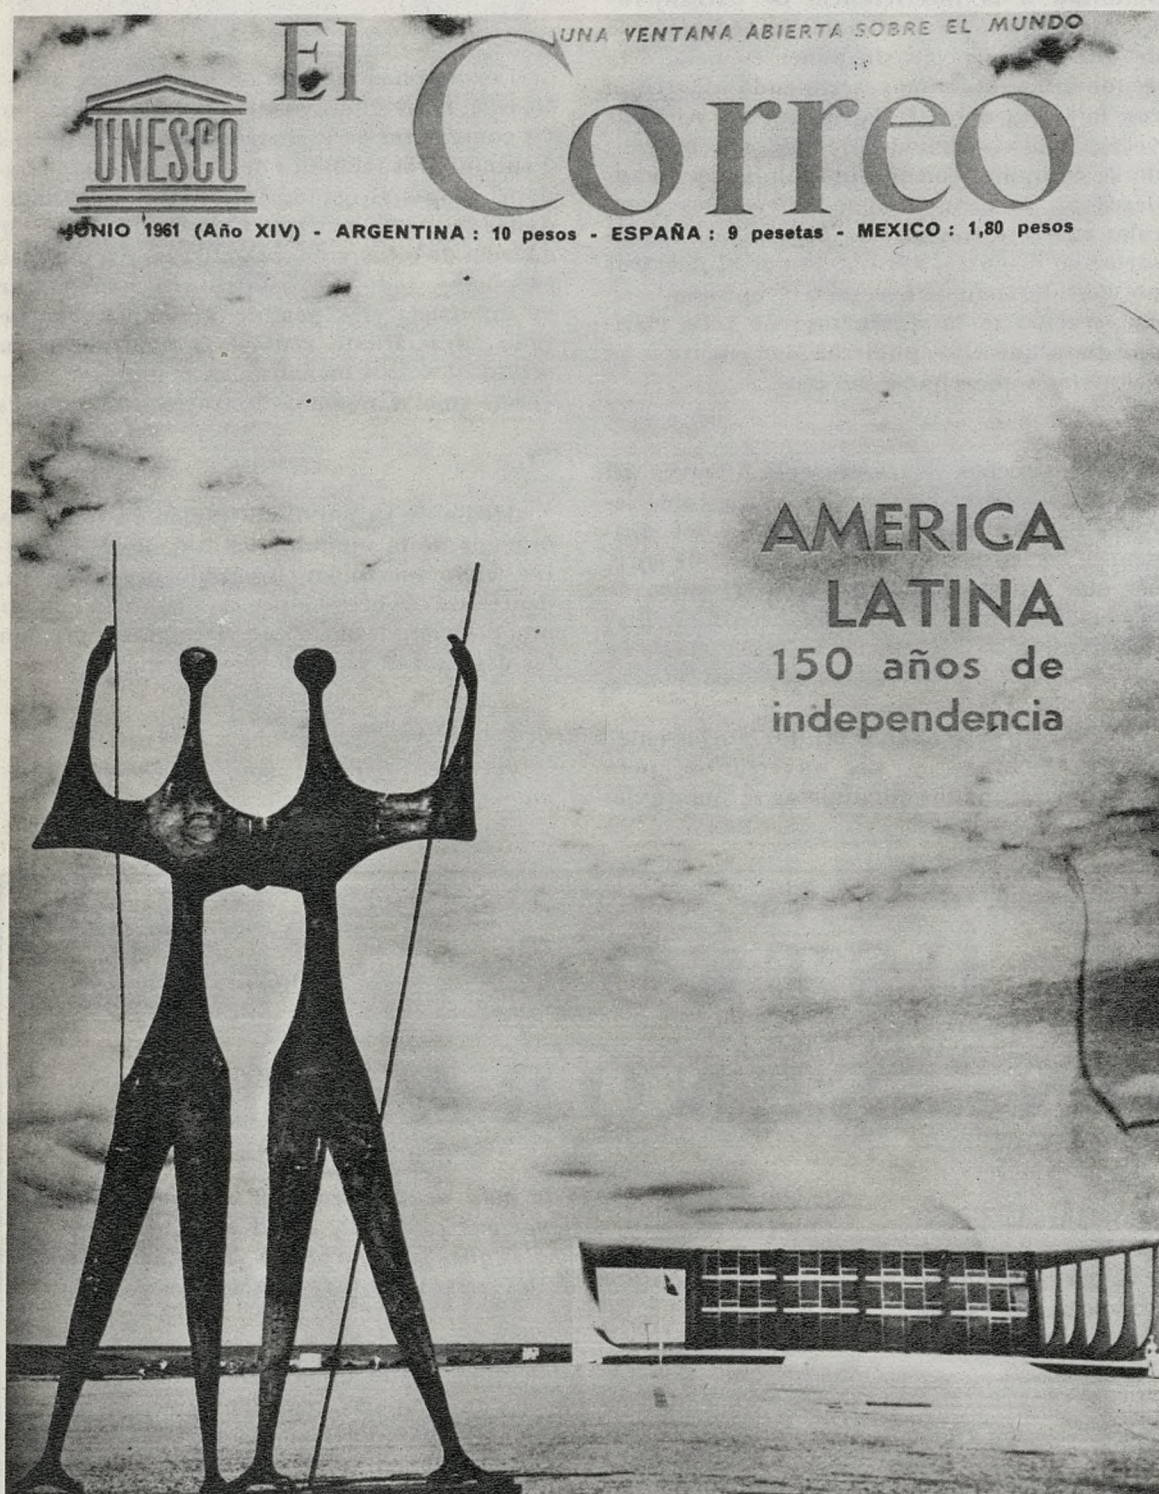 UNA VENTANA ABIERTA SOBRE EL MUNDO
El Correo
UNESCO
JUNIO 1961 (Año XIV) - ARGENTINA : 10 pesos - ESPAÑA : 9 pesetas - MEXICO : 1,80 pesos
AMERICA
LATINA
150 años de
independencia